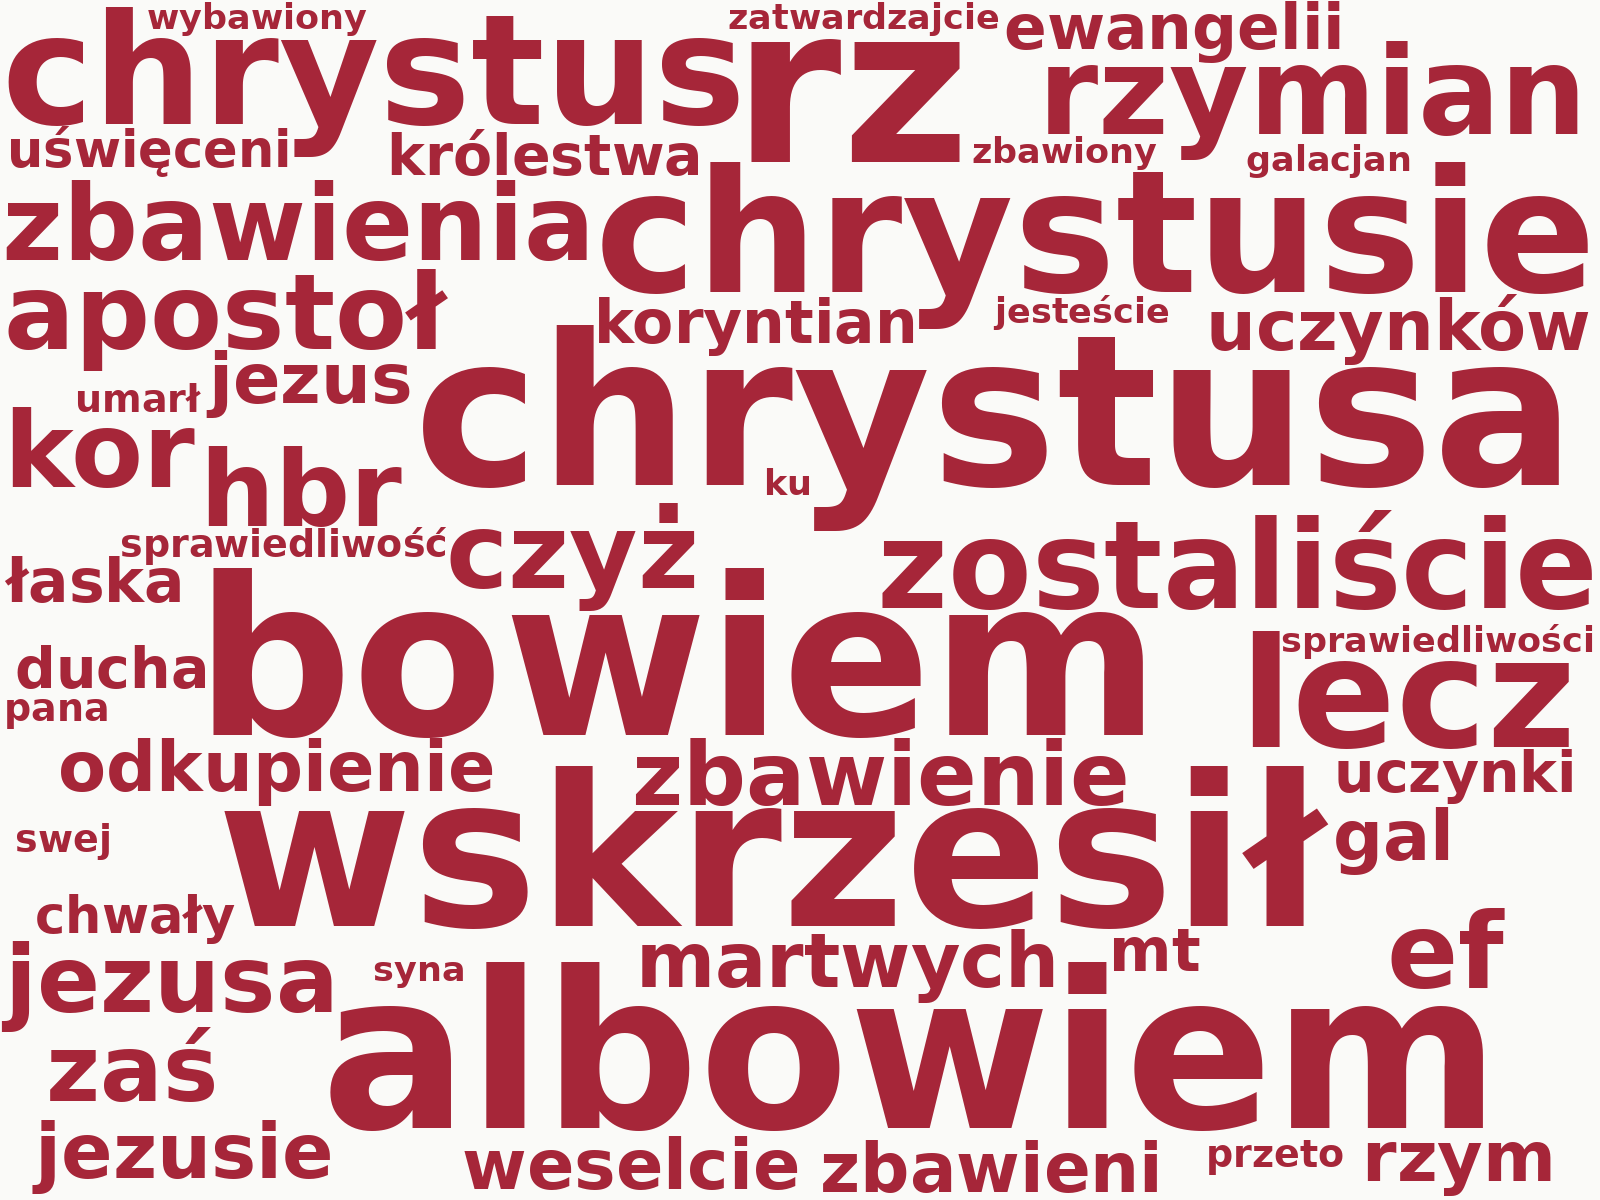 wybawiony
zatwardzajcie
ewangelii
chrystus
rz
rzymian
uświęceni
królestwa
zbawiony
galacjan
zbawienia
chrystusie
apostoł
koryntian
jesteście
uczynków
jezus
chrystusa
umarł
kor
hbr
ku
sprawiedliwość
czyż
zostaliście
łaska
bowiem
sprawiedliwości
ducha
lecz
pana
odkupienie
zbawienie
uczynki
wskrzesił
swej
gal
chwały
ef
jezusa
syna
martwych
mt
albowiem
zaś
jezusie
weselcie
zbawieni
przeto
rzym